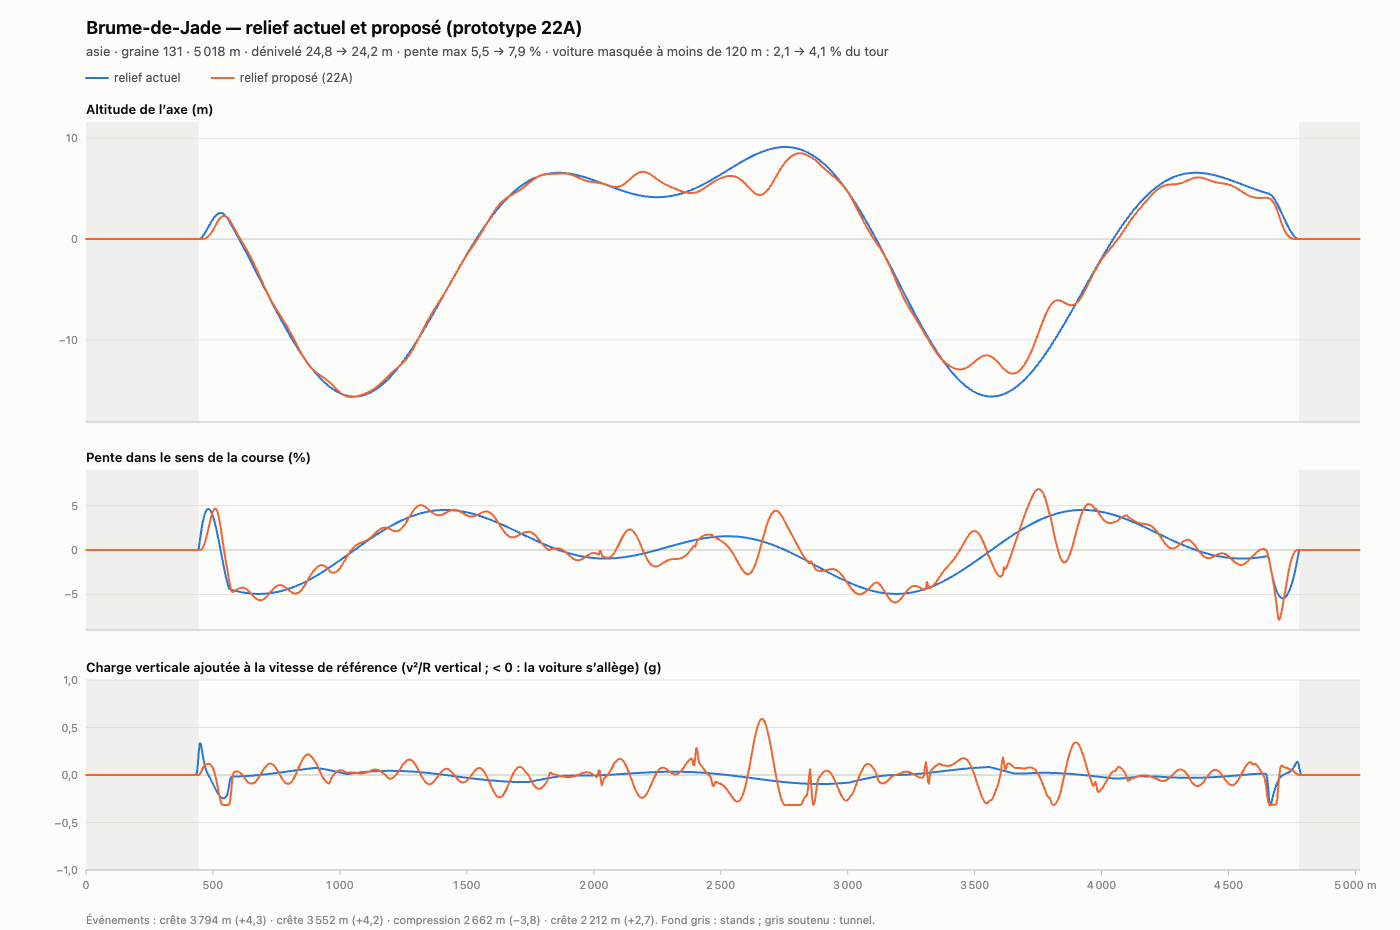 Brume-de-Jade — relief actuel et proposé (prototype 22A)
asie · graine 131 · 5 018 m · dénivelé 24,8 → 24,2 m · pente max 5,5 → 7,9 % · voiture masquée à moins de 120 m : 2,1 → 4,1 % du tour
relief actuel
relief proposé (22A)
Altitude de l’axe (m)
10
0
−10
Pente dans le sens de la course (%)
5
0
−5
Charge verticale ajoutée à la vitesse de référence (v²/R vertical ; < 0 : la voiture s’allège) (g)
1,0
0,5
0,0
−0,5
−1,0
0 500 1 000 1 500 2 000 2 500 3 000 3 500 4 000 4 500 5 000 m
Événements : crête 3 794 m (+4,3) · crête 3 552 m (+4,2) · compression 2 662 m (−3,8) · crête 2 212 m (+2,7). Fond gris : stands ; gris soutenu : tunnel.